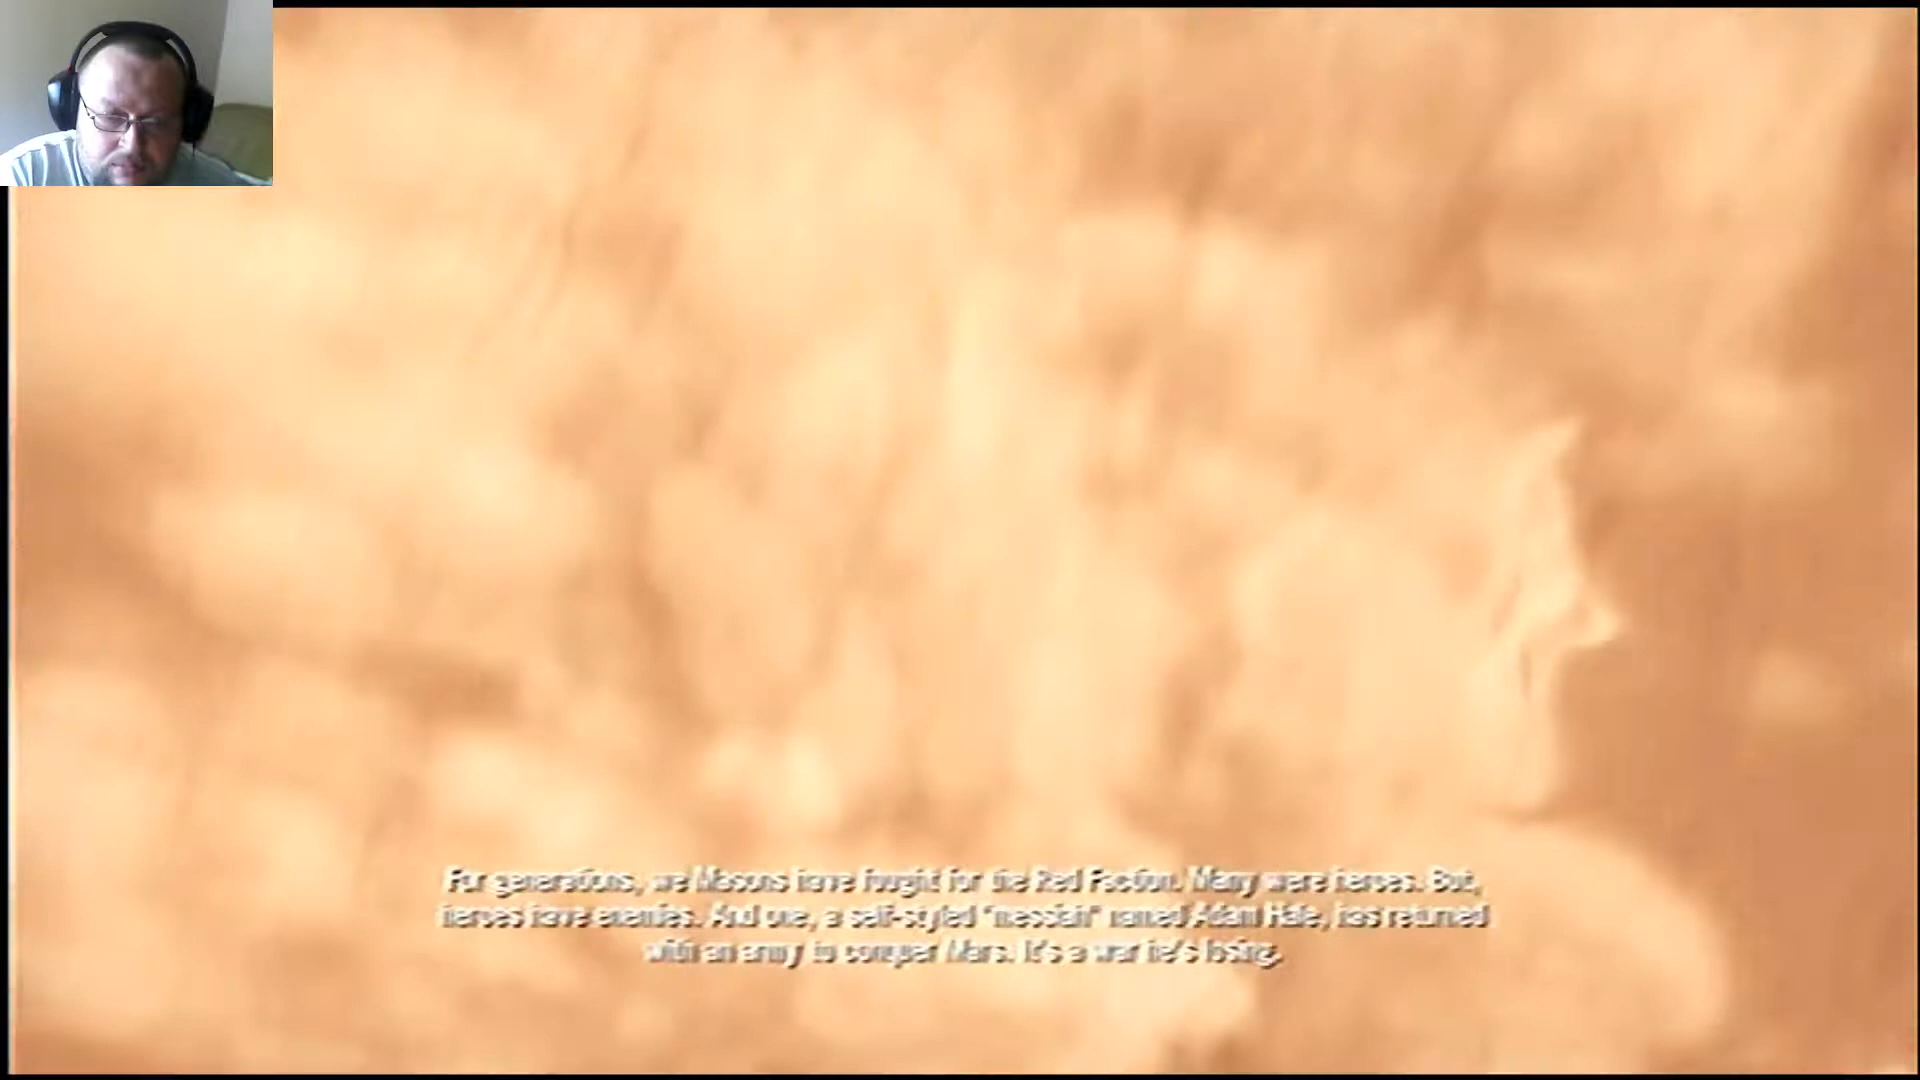 For generations, we Masons have fought for the Red Faction. Many were heroes. But,
heroes have enemies. And one, a self-styled "messiah" named Adam Hale, has returned
with an army to conquer Mars. It's a war he's losing.